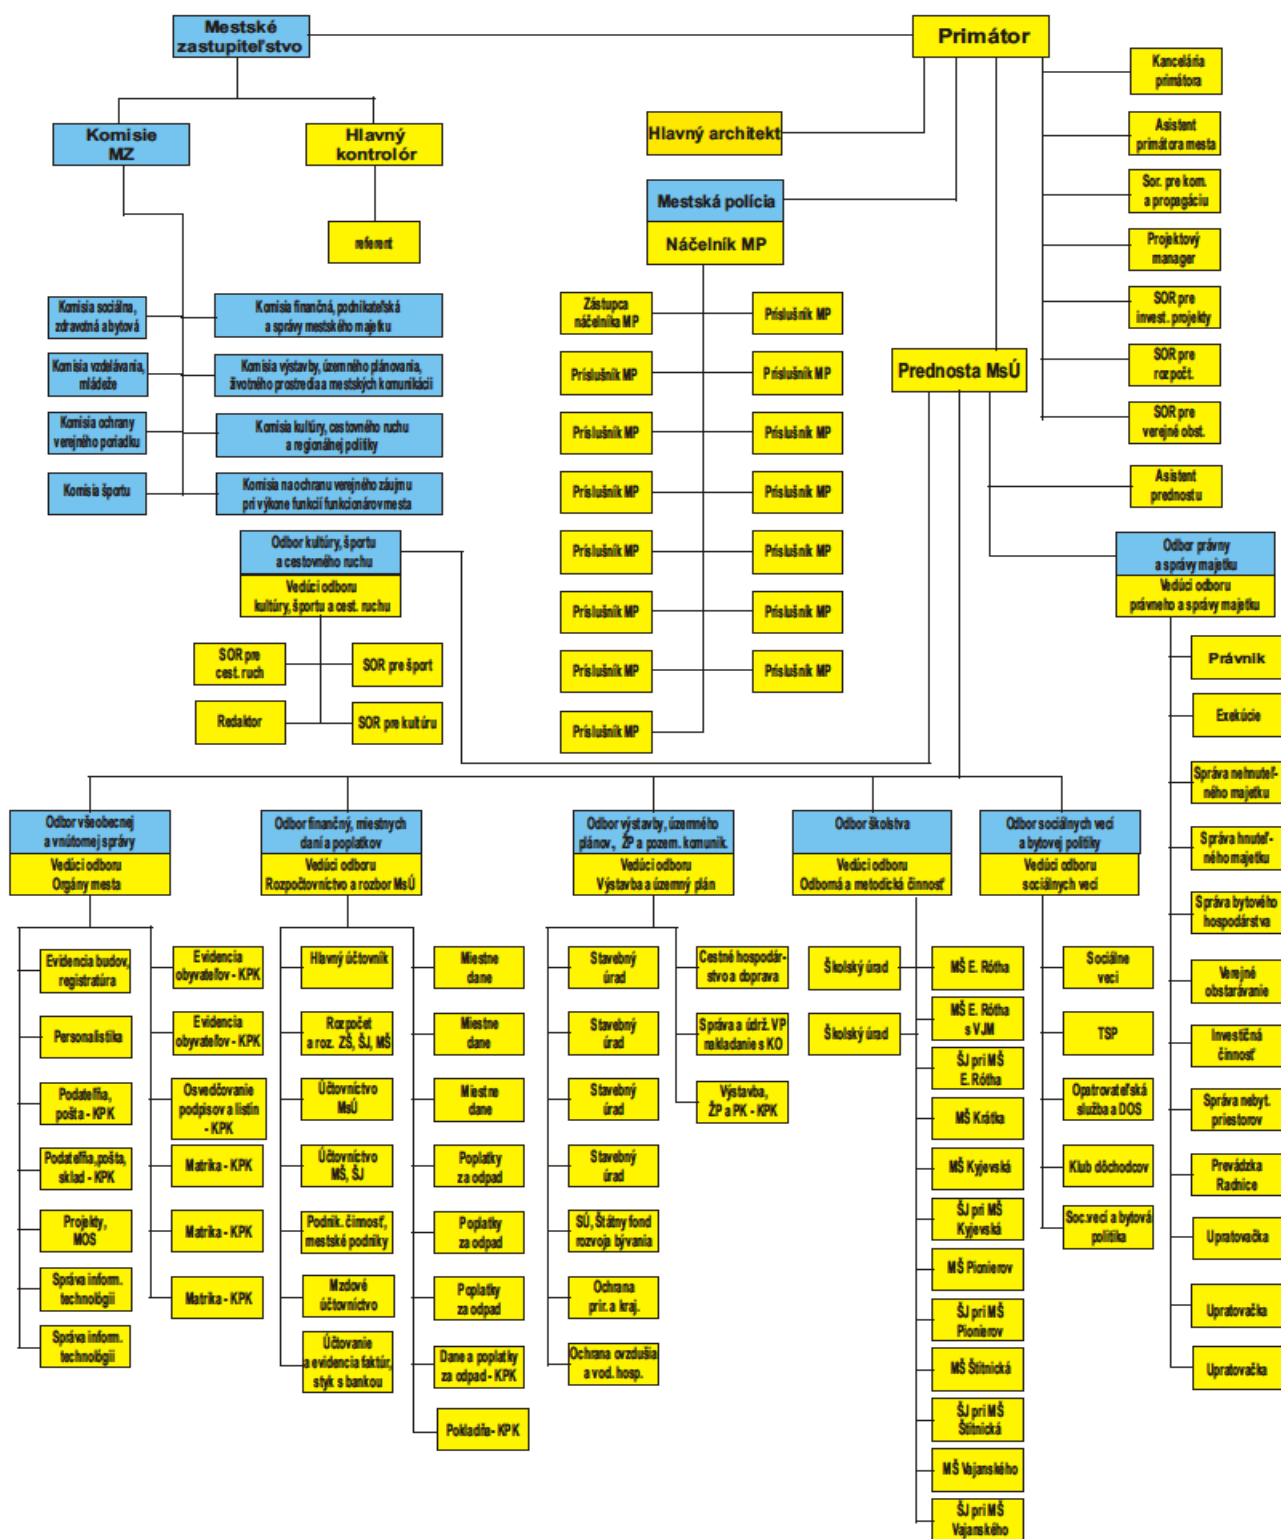 Mestské
zastupiteľstvo
Primátor
Komisie
MZ
Hlavný
kontrolór
referent
Hlavný architekt
Mestská polícia
Náčelník MP
Kancelária
primátora
Asistent
primátora mesta
Sor. pre kom.
a propagáciu
Projektový
manager
SOR pre
invest. projekty
SOR pre
rozpočt.
SOR pre
verejné obst.
Prednosta MsÚ
Asistent
prednostu
Komisia sociálna,
zdravotná a bytová
Komisia finančná, podnikateľská
a správy mestského majetku
Komisia vzdelávania,
mládeže
Komisia výstavby, územného plánovania,
životného prostredia a mestských komunikácií
Komisia ochrany
verejného poriadku
Komisia kultúry, cestovného ruchu
a regionálnej politiky
Komisia športu
Komisia na ochranu verejného záujmu
pri výkone funkcií funkcionárov mesta
Zástupca
náčelníka MP
Príslušník MP
Príslušník MP
Príslušník MP
Príslušník MP
Príslušník MP
Príslušník MP
Príslušník MP
Príslušník MP
Príslušník MP
Príslušník MP
Príslušník MP
Príslušník MP
Príslušník MP
Príslušník MP
Odbor kultúry, športu
a cestovného ruchu
Vedúci odboru
kultúry, športu a cest. ruchu
SOR pre
cest. ruch
SOR pre šport
Redaktor
SOR pre kultúru
Odbor právny
a správy majetku
Vedúci odboru
právneho a správy majetku
Právnik
Exekúcie
Správa nehnuteľ-
ného majetku
Správa hnuteľ-
ného majetku
Správa bytového
hospodárstva
Verejné
obstarávanie
Investičná
činnosť
Správa nebyt.
priestorov
Prevádzka
Radnice
Upratovačka
Upratovačka
Upratovačka
Odbor všeobecnej
a vnútornej správy
Vedúci odboru
Orgány mesta
Evidencia budov,
registratúra
Personalistika
Podateľňa,
pošta - KPK
Podateľňa, pošta,
sklad - KPK
Projekty,
MOS
Správa inform.
technológii
Správa inform.
technológii
Evidencia
obyvateľov - KPK
Evidencia
obyvateľov - KPK
Osvedčovanie
podpisov a listín
- KPK
Matrika - KPK
Matrika - KPK
Matrika - KPK
Odbor finančný, miestnych
daní a poplatkov
Vedúci odboru
Rozpočtovníctvo a rozbor MsÚ
Hlavný účtovník
Rozpočet
a roz. ZŠ, ŠJ, MŠ
Účtovníctvo
MsÚ
Účtovníctvo
MŠ, ŠJ
Podnik. činnosť,
mestské podniky
Mzdové
účtovníctvo
Účtovanie
a evidencia faktúr,
styk s bankou
Miestne
dane
Miestne
dane
Miestne
dane
Poplatky
za odpad
Poplatky
za odpad
Poplatky
za odpad
Dane a poplatky
za odpad - KPK
Pokladňa - KPK
Odbor výstavby, územného
plánov., ŽP a pozem. komunik.
Vedúci odboru
Výstavba a územný plán
Stavebný
úrad
Stavebný
úrad
Stavebný
úrad
Stavebný
úrad
SÚ, Štátny fond
rozvoja bývania
Ochrana
prír. a kraj.
Ochrana ovzdušia
a vod. hosp.
Cestné hospodár-
stvo a doprava
Správa a údrž. VP
nakladanie s KO
Výstavba,
ŽP a PK - KPK
Odbor školstva
Vedúci odboru
Odborná a metodická činnosť
Školský úrad
Školský úrad
MŠ E. Rótha
MŠ E. Rótha
s VJM
ŠJ pri MŠ
E. Rótha
MŠ Krátka
MŠ Kyjevská
ŠJ pri MŠ
Kyjevská
MŠ Pionierov
ŠJ pri MŠ
Pionierov
MŠ Štítnická
ŠJ pri MŠ
Štítnická
MŠ Vajanského
ŠJ pri MŠ
Vajanského
Odbor sociálnych vecí
a bytovej politiky
Vedúci odboru
sociálnych vecí
Sociálne
veci
TSP
Opatrovateľská
služba a DOS
Klub dôchodcov
Soc.vecí a bytová
politika